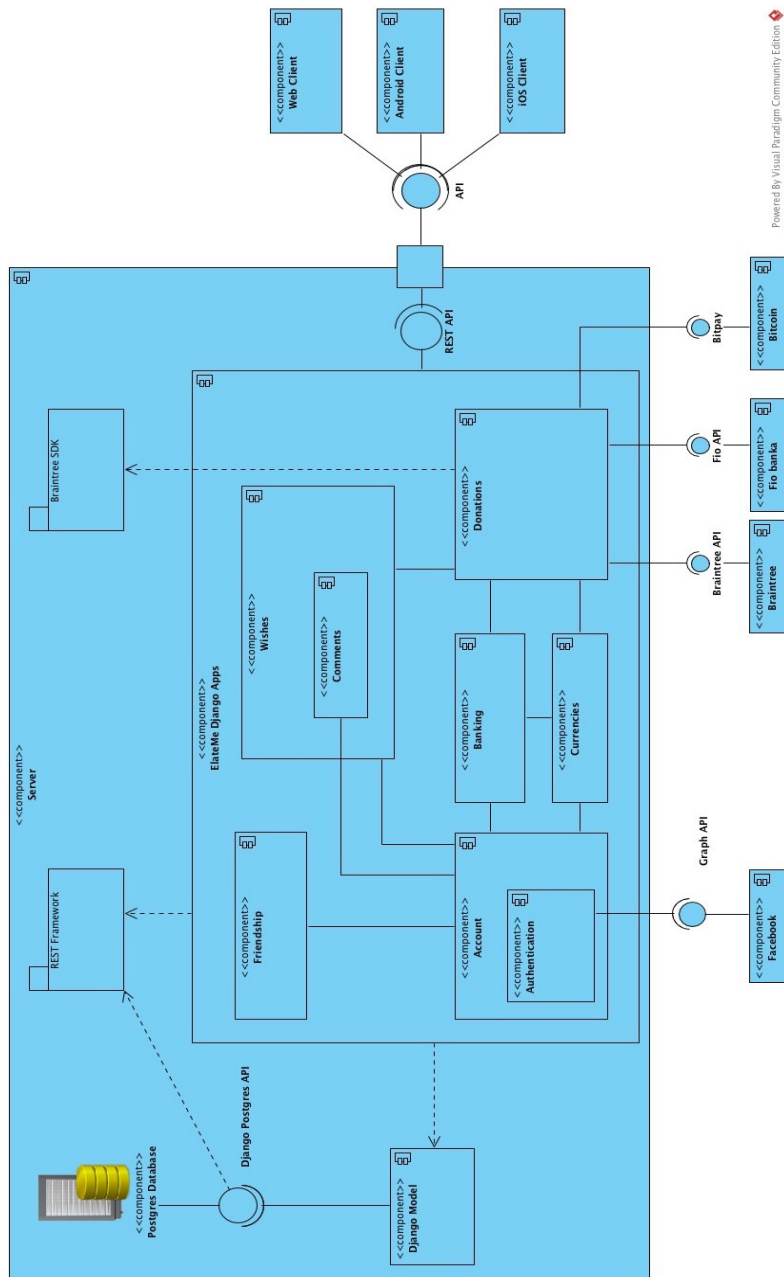 <<component>>
Server
<<component>>
Postgres Database
REST Framework
Braintree SDK
Django Postgres API
<<component>>
ElateMe Django Apps
<<component>>
Friendship
<<component>>
Wishes
<<component>>
Comments
REST API
API
<<component>>
Web Client
<<component>>
Android Client
<<component>>
iOS Client
<<component>>
Django Model
<<component>>
Account
<<component>>
Authentication
<<component>>
Banking
<<component>>
Currencies
<<component>>
Donations
Graph API
Braintree API
Fio API
Bitpay
<<component>>
Facebook
<<component>>
Braintree
<<component>>
Fio banka
<<component>>
Bitcoin
Powered By Visual Paradigm Community Edition